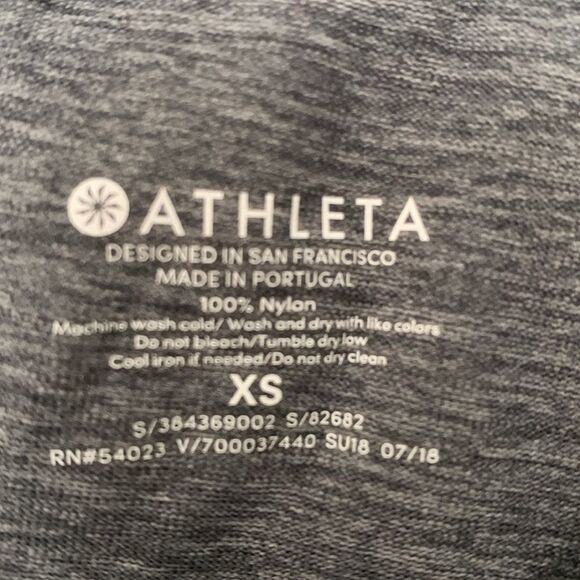 ATHLETA
DESIGNED IN SAN FRANCISCO
MADE IN PORTUGAL
100% Nylon
Machine wash cold/ Wash and dry with like colors
Do not bleach/Tumble dry low
Cool iron if needed/Do not dry clean
XS
S/384369002 S/82682
RN#54023 V/700037440 SU18 07/18